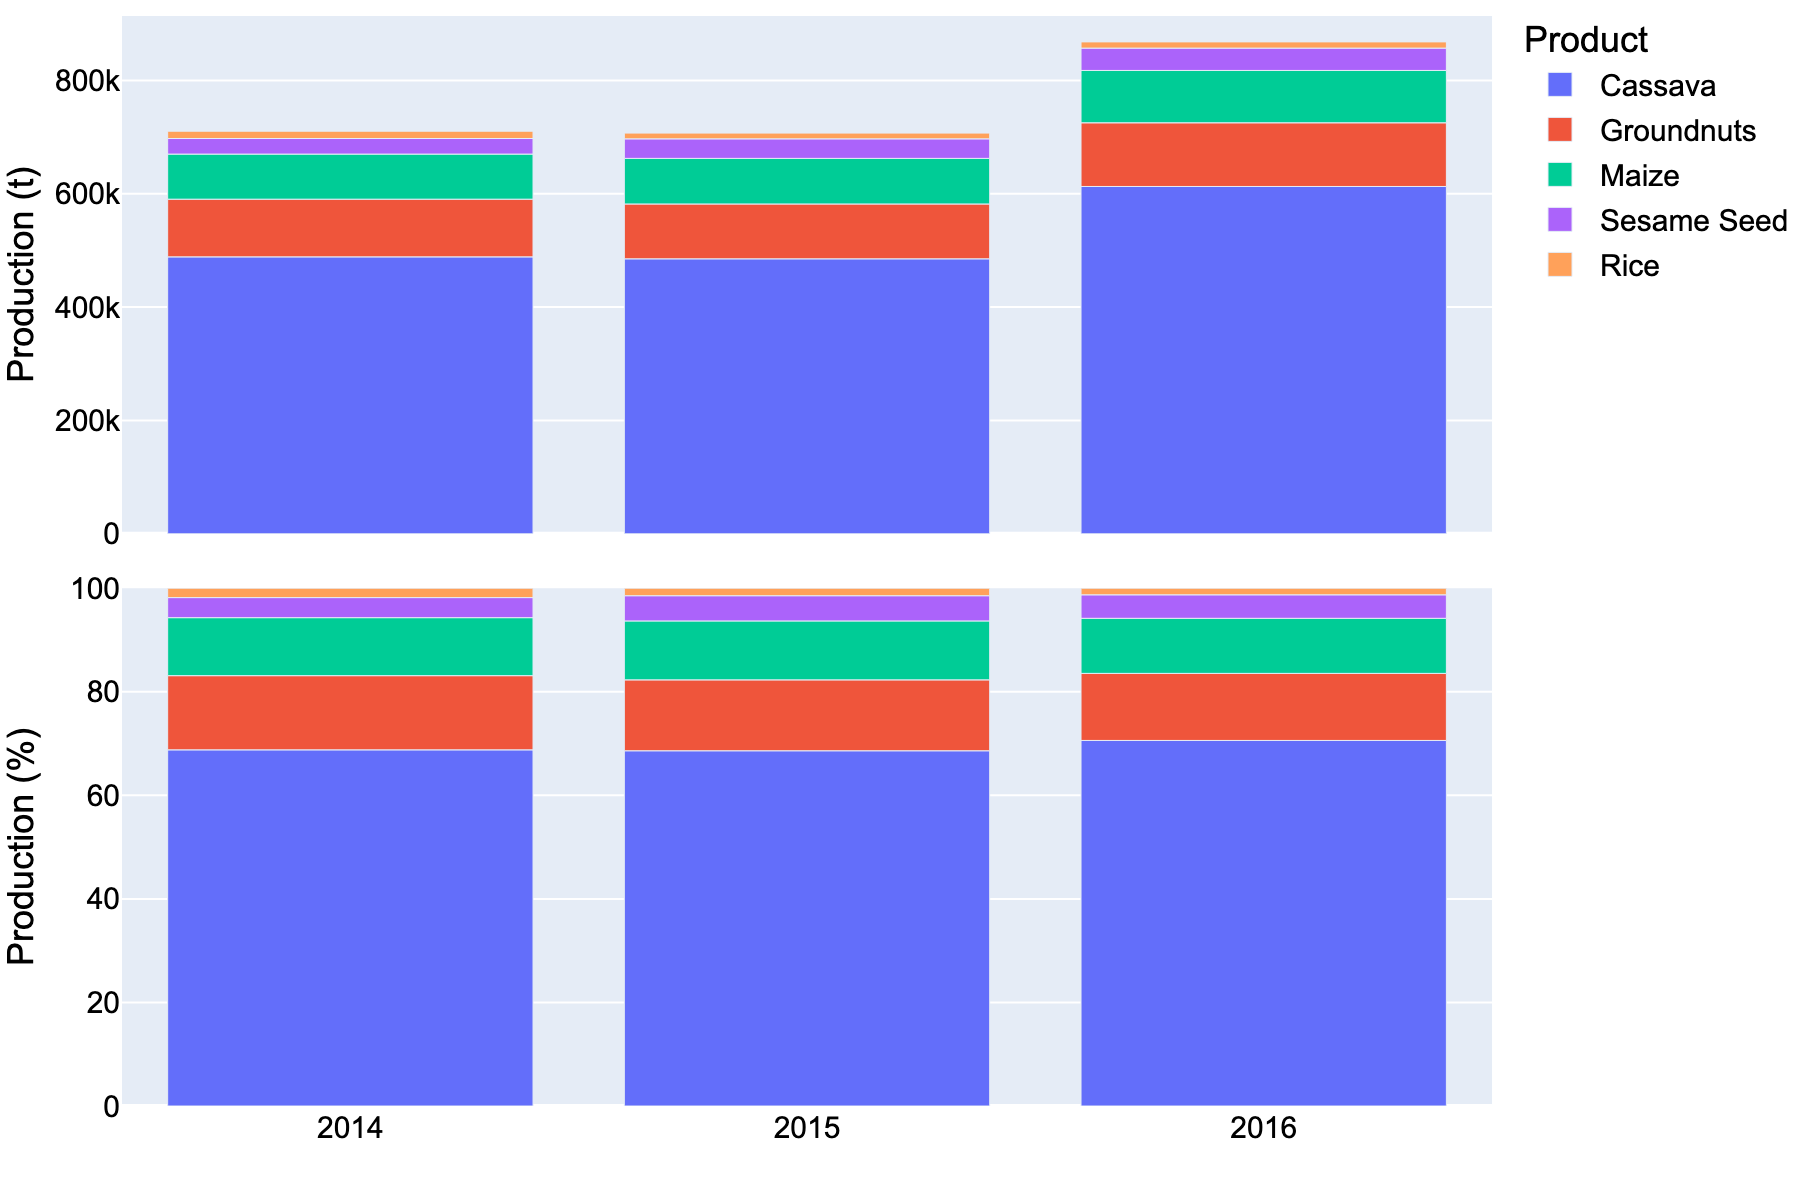 Production (t)
800k
600k
400k
200k
0
Product
Cassava
Groundnuts
Maize
Sesame Seed
Rice
Production (%)
100
80
60
40
20
0
2014
2015
2016